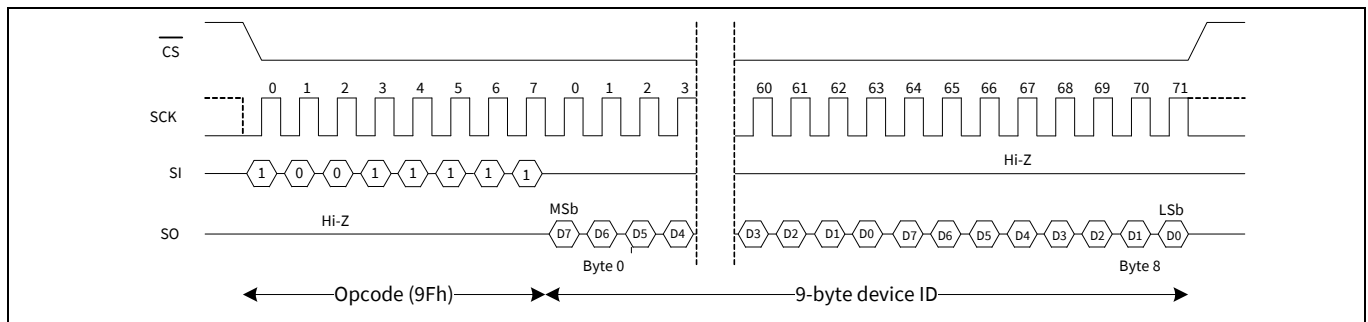 CS
0 1 2 3 4 5 6 7 0 1 2 3 60 61 62 63 64 65 66 67 68 69 70 71
SCK
Hi-Z
SI 1 0 0 1 1 1 1 1
MSb LSb
Hi-Z
SO D7 D6 D5 D4 D3 D2 D1 D0 D7 D6 D5 D4 D3 D2 D1 D0
Byte 0 Byte 8
Opcode (9Fh) 9-byte device ID